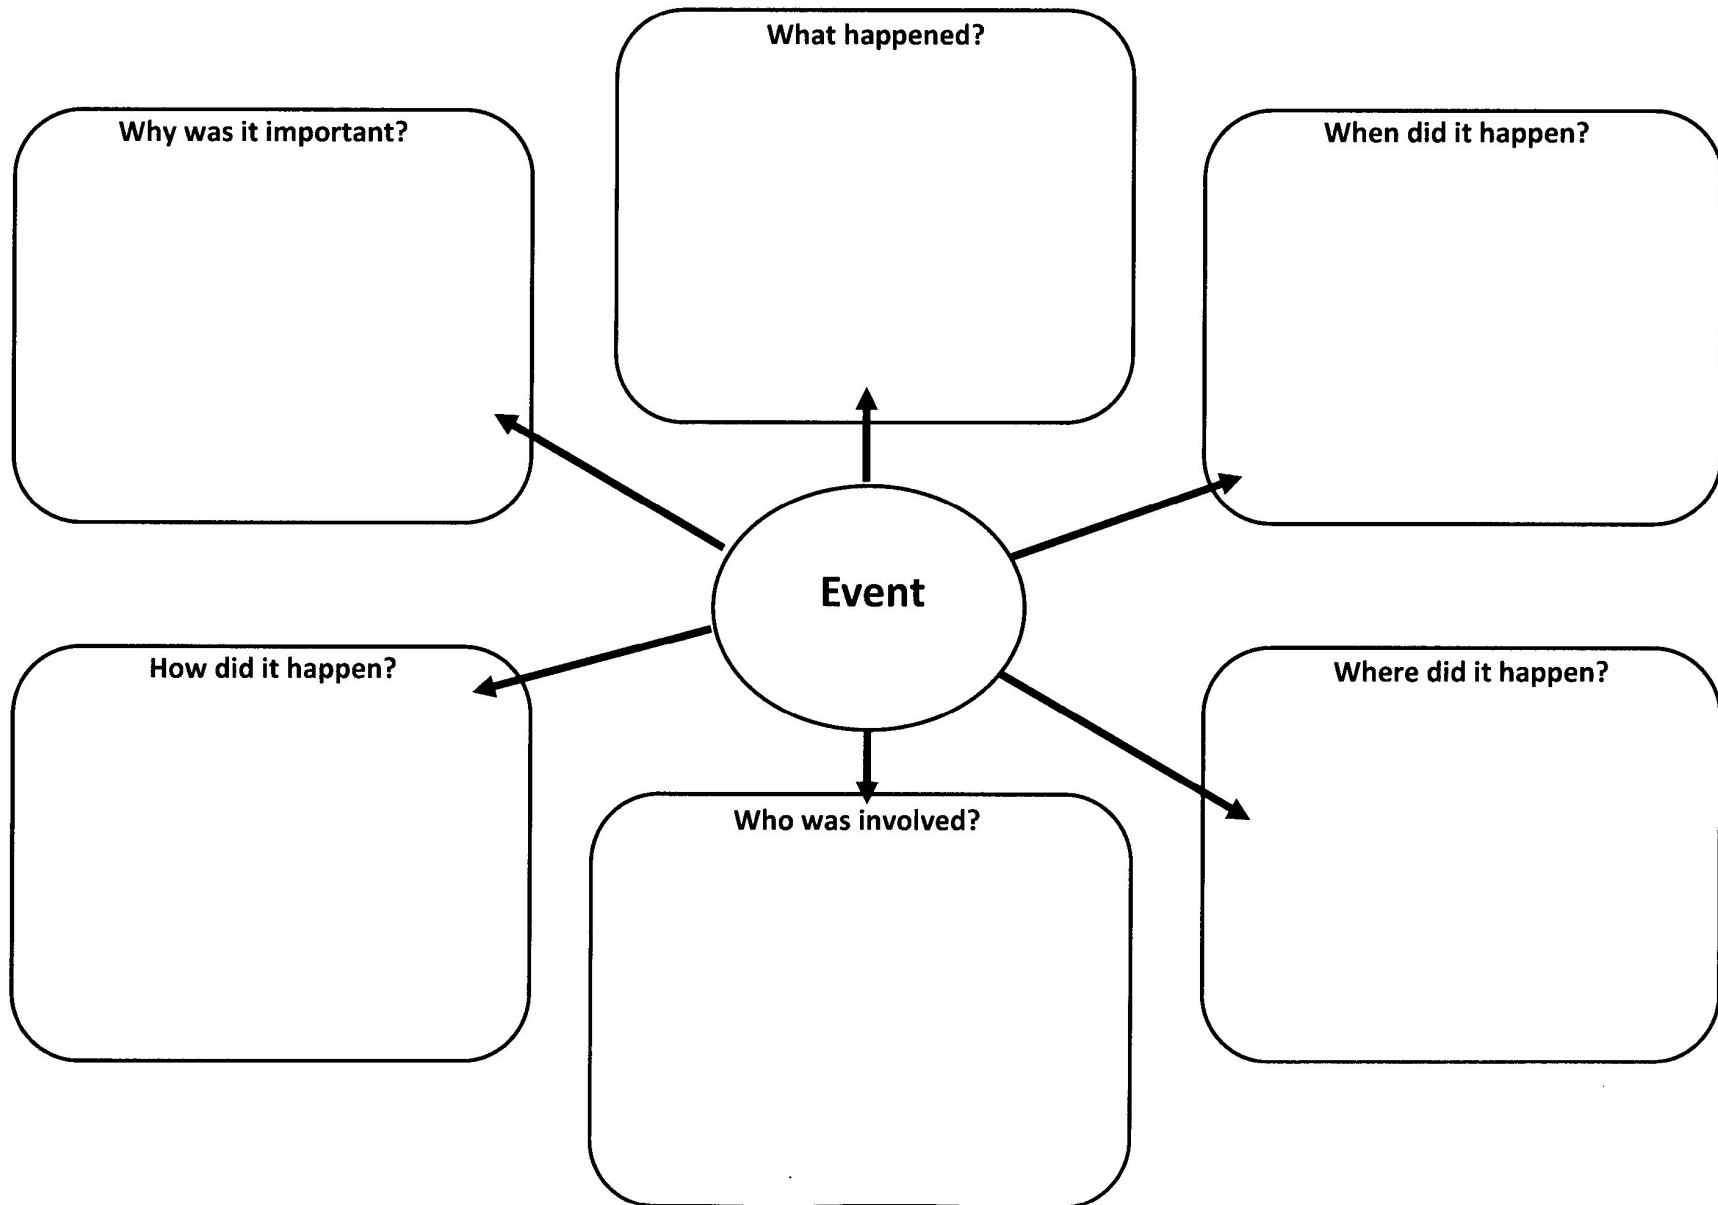 What happened?
Why was it important?
When did it happen?
Event
How did it happen?
Where did it happen?
Who was involved?